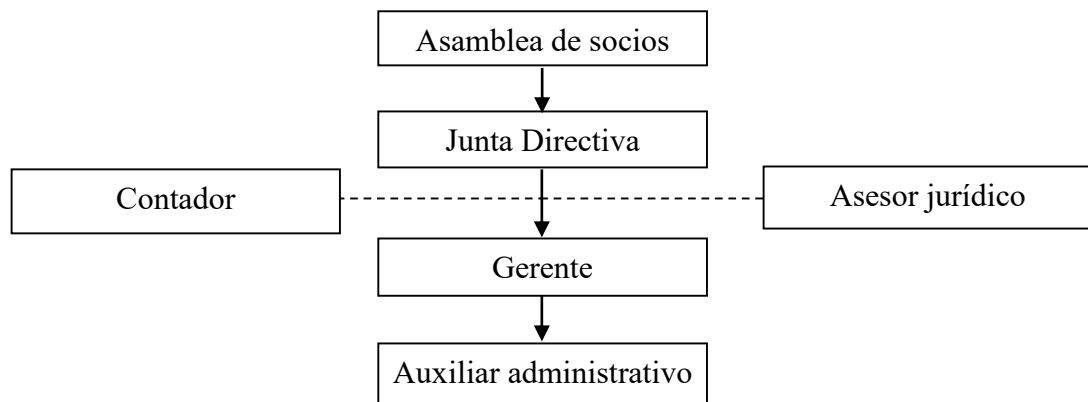 Asamblea de socios
Junta Directiva
Contador
Asesor jurídico
Gerente
Auxiliar administrativo